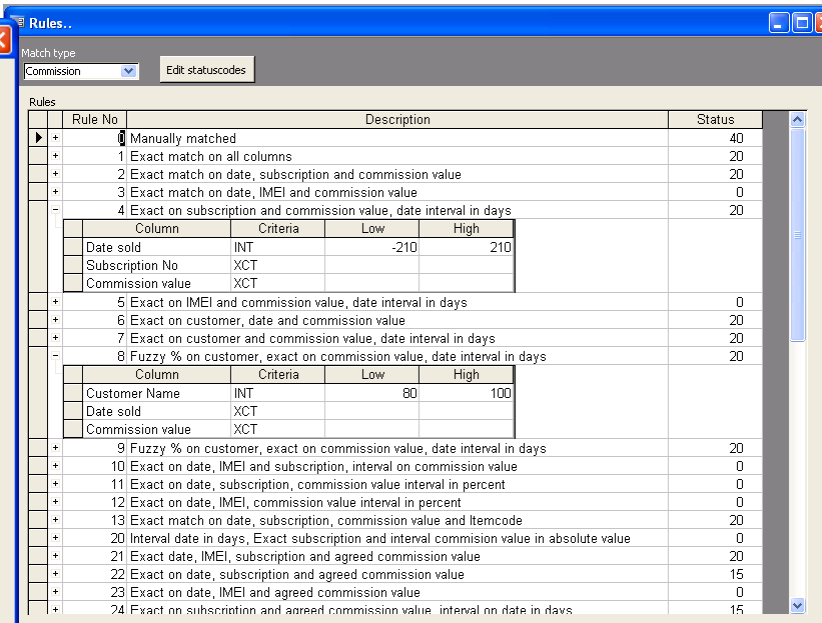 Rules..
Match type
Commission
Edit statuscodes
Rules
Rule No Description Status
+ 0 Manually matched 40
+ 1 Exact match on all columns 20
+ 2 Exact match on date, subscription and commission value 20
+ 3 Exact match on date, IMEI and commission value 0
- 4 Exact on subscription and commission value, date interval in days 20
Column Criteria Low High
Date sold INT -210 210
Subscription No XCT
Commission value XCT
+ 5 Exact on IMEI and commission value, date interval in days 0
+ 6 Exact on customer, date and commission value 20
+ 7 Exact on customer and commission value, date interval in days 20
- 8 Fuzzy % on customer, exact on commission value, date interval in days 20
Column Criteria Low High
Customer Name INT 80 100
Date sold XCT
Commission value XCT
+ 9 Fuzzy % on customer, exact on commission value, date interval in days 20
+ 10 Exact on date, IMEI and subscription, interval on commission value 0
+ 11 Exact on date, subscription, commission value interval in percent 0
+ 12 Exact on date, IMEI, commission value interval in percent 0
+ 13 Exact match on date, subscription, commission value and Itemcode 20
+ 20 Interval date in days, Exact subscription and interval commision value in absolute value 0
+ 21 Exact date, IMEI, subscription and agreed commission value 20
+ 22 Exact on date, subscription and agreed commission value 15
+ 23 Exact on date, IMEI and agreed commission value 0
+ 24 Exact on subscription and agreed commission value, interval on date in days 15